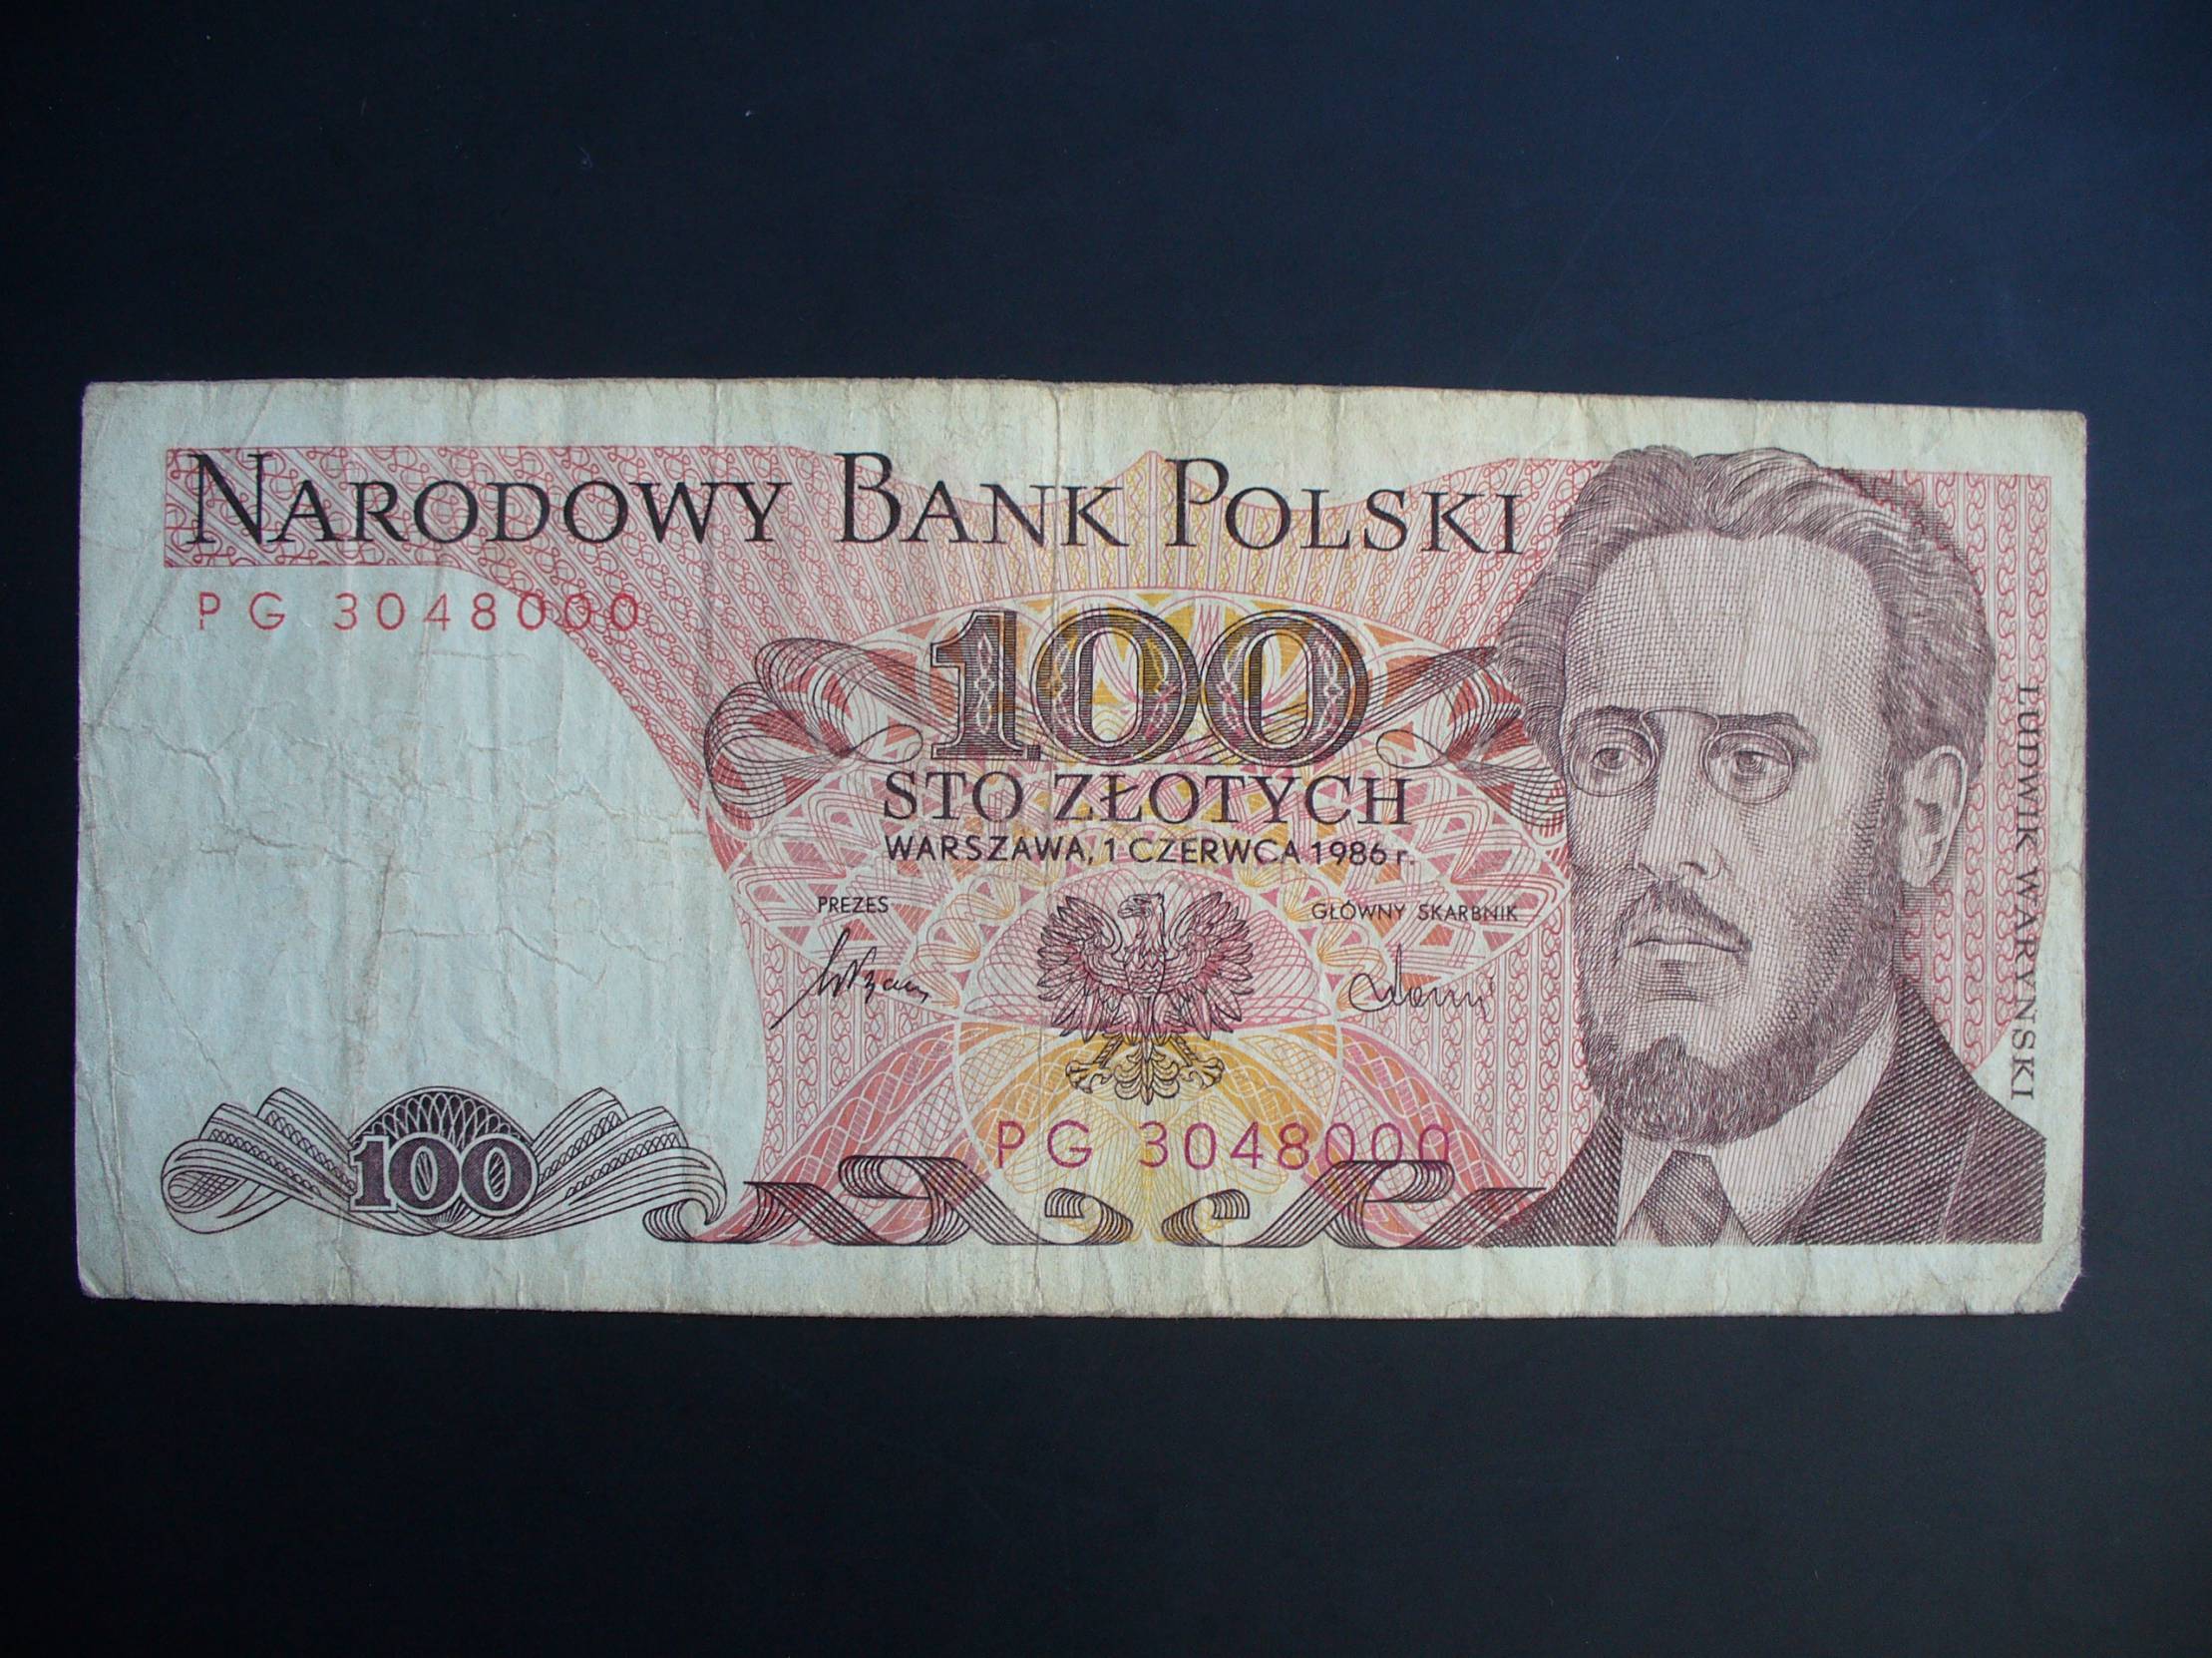 NARODOWY BANK POLSKI
PG 3048000
100
STO ZŁOTYCH
WARSZAWA, 1 CZERWCA 1986 r.
PREZES
GŁÓWNY SKARBNIK
PG 3048000
100
LUDWIK WARYŃSKI